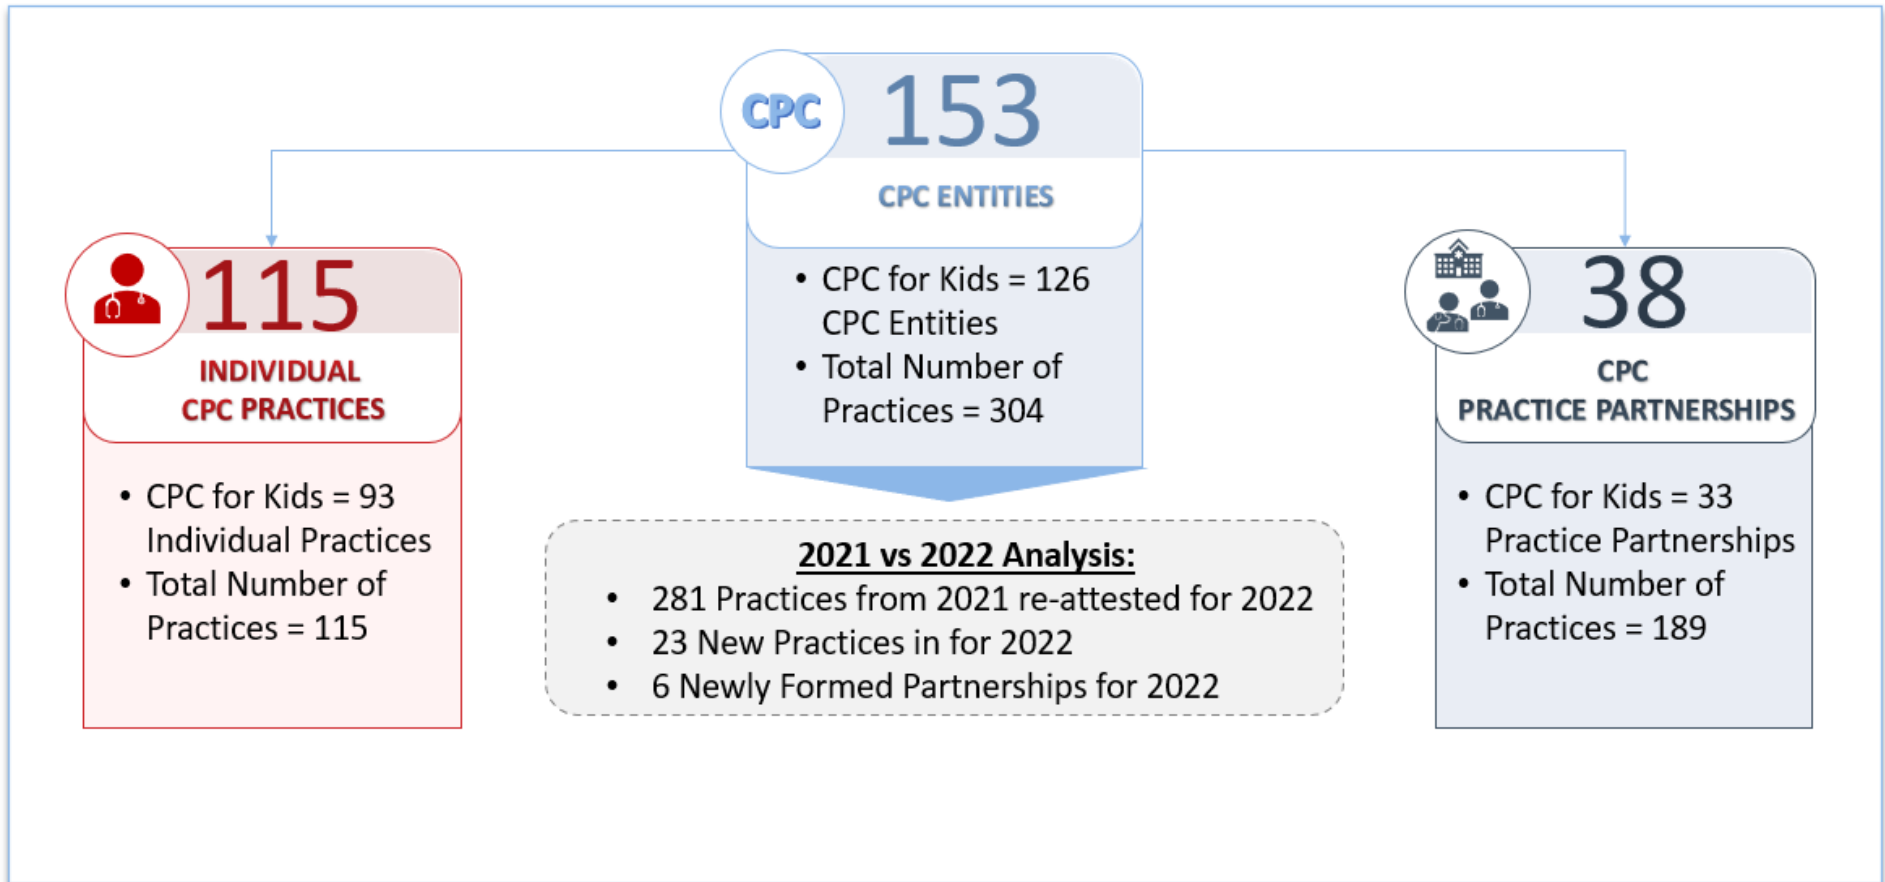 CPC
153
CPC ENTITIES
• CPC for Kids = 126
CPC Entities
• Total Number of
Practices = 304
115
INDIVIDUAL
CPC PRACTICES
• CPC for Kids = 93
Individual Practices
• Total Number of
Practices = 115
38
CPC
PRACTICE PARTNERSHIPS
• CPC for Kids = 33
Practice Partnerships
• Total Number of
Practices = 189
2021 vs 2022 Analysis:
• 281 Practices from 2021 re-attested for 2022
• 23 New Practices in for 2022
• 6 Newly Formed Partnerships for 2022